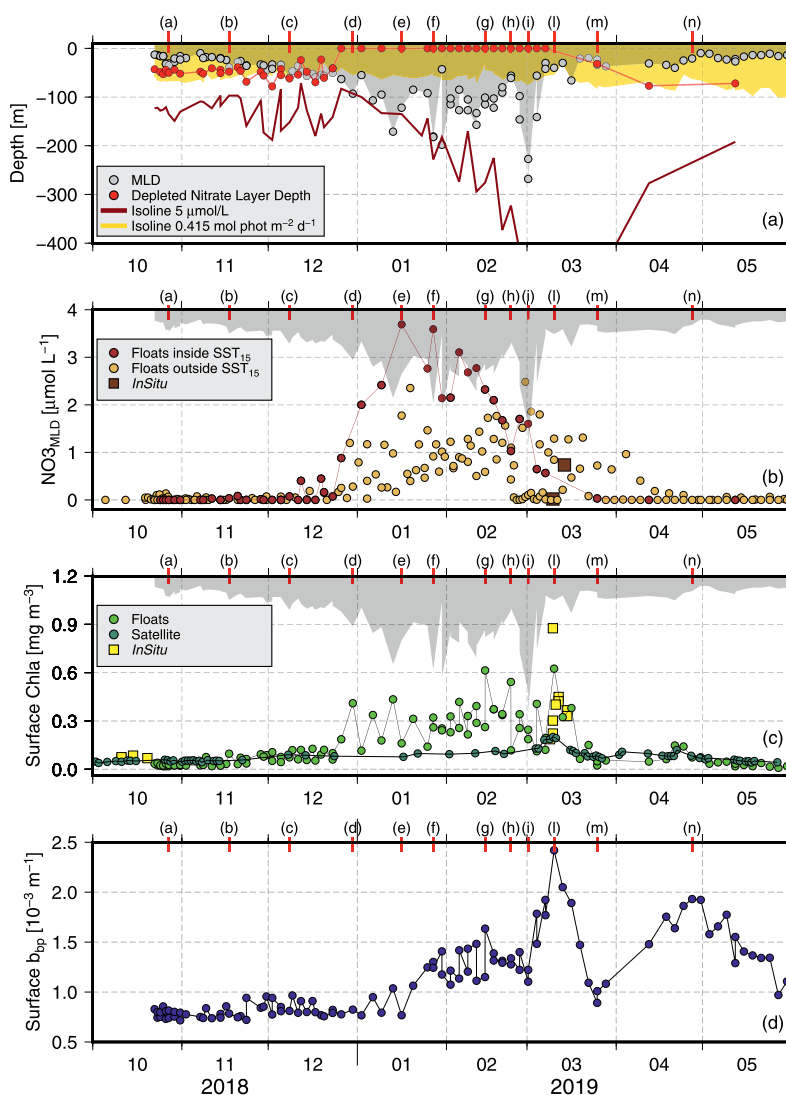 (a) (b) (c) (d) (e) (f) (g) (h) (i) (l) (m) (n)
0
−100
−200
−300
−400
Depth [m]
MLD
Depleted Nitrate Layer Depth
Isoline 5 μmol/L
Isoline 0.415 mol phot m⁻² d⁻¹
(a)
10 11 12 01 02 03 04 05
(a) (b) (c) (d) (e) (f) (g) (h) (i) (l) (m) (n)
4
3
2
1
0
NO3MLD [μmol L⁻¹]
Floats inside SST15
Floats outside SST15
InSitu
(b)
10 11 12 01 02 03 04 05
(a) (b) (c) (d) (e) (f) (g) (h) (i) (l) (m) (n)
1.2
0.9
0.6
0.3
0.0
Surface Chla [mg m⁻³]
Floats
Satellite
InSitu
(c)
10 11 12 01 02 03 04 05
(a) (b) (c) (d) (e) (f) (g) (h) (i) (l) (m) (n)
2.5
2.0
1.5
1.0
0.5
Surface bbp [10⁻³ m⁻¹]
(d)
10 11 12 01 02 03 04 05
2018 2019